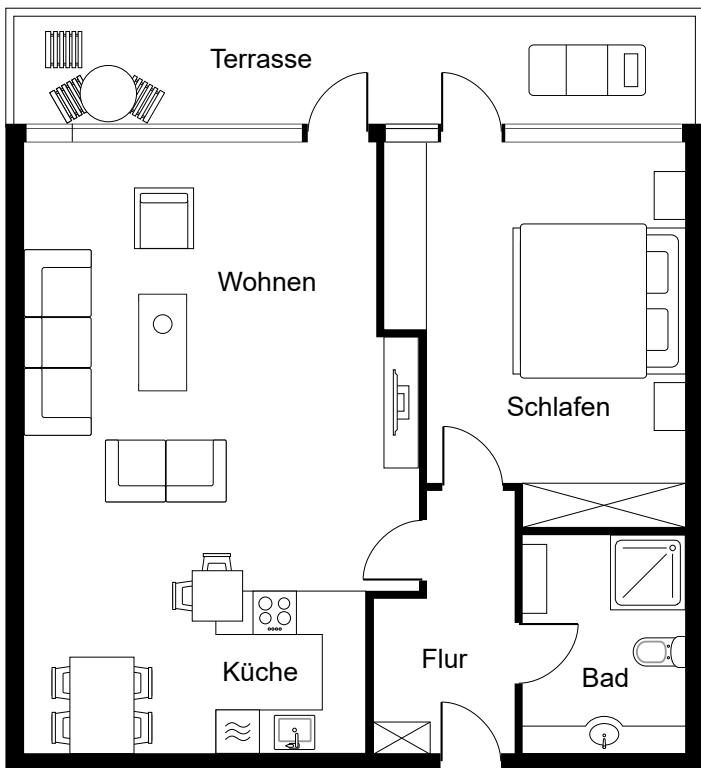 Terrasse
Wohnen
Schlafen
Küche
Flur
Bad